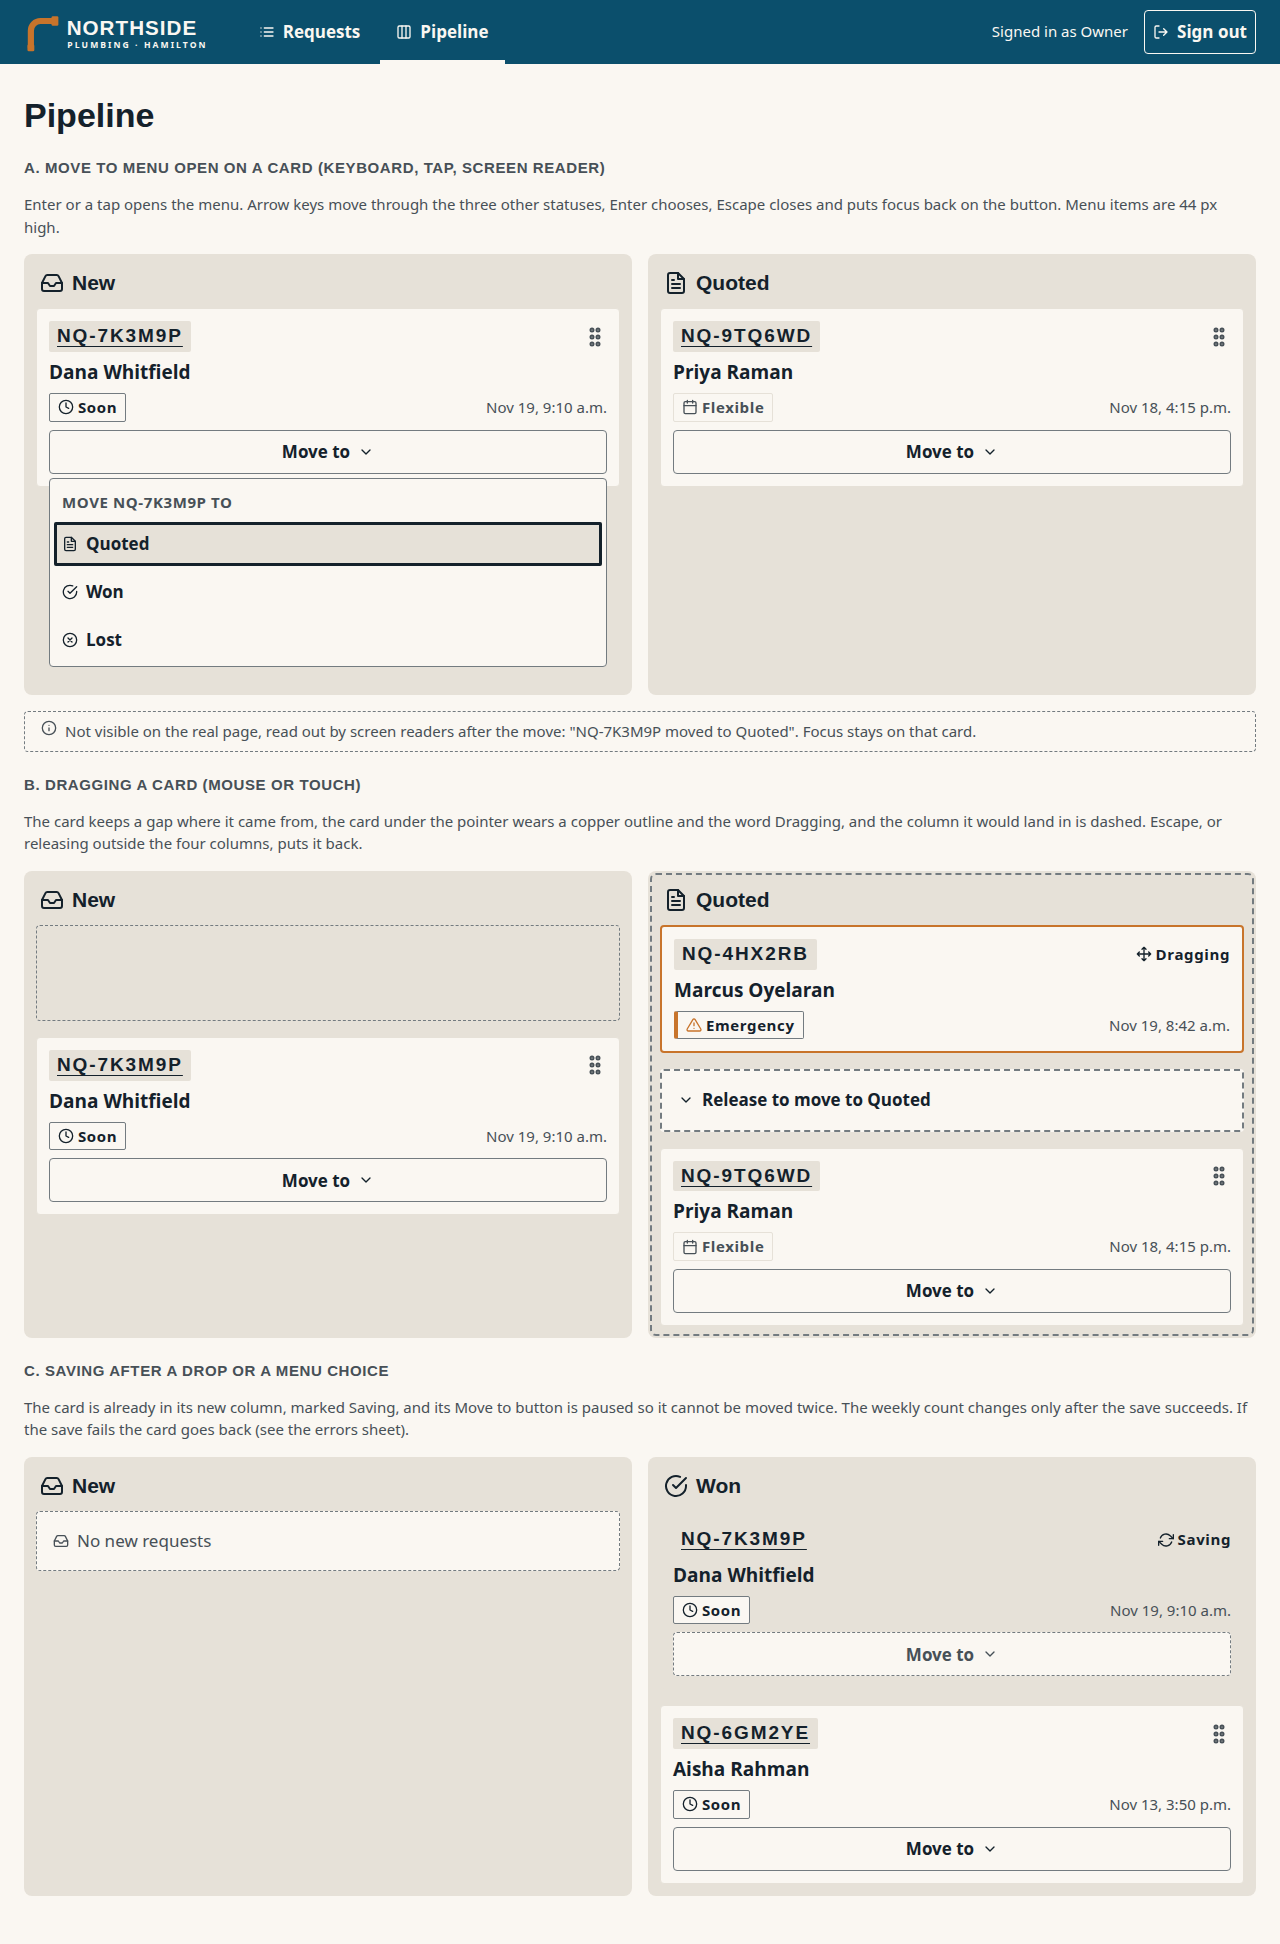 NORTHSIDE
PLUMBING · HAMILTON
Requests
Pipeline
Signed in as Owner
Sign out
Pipeline
A. MOVE TO MENU OPEN ON A CARD (KEYBOARD, TAP, SCREEN READER)
Enter or a tap opens the menu. Arrow keys move through the three other statuses, Enter chooses, Escape closes and puts focus back on the button. Menu items are 44 px
high.
New
NQ-7K3M9P
Dana Whitfield
Soon
Nov 19, 9:10 a.m.
Move to
MOVE NQ-7K3M9P TO
Quoted
Won
Lost
Quoted
NQ-9TQ6WD
Priya Raman
Flexible
Nov 18, 4:15 p.m.
Move to
Not visible on the real page, read out by screen readers after the move: "NQ-7K3M9P moved to Quoted". Focus stays on that card.
B. DRAGGING A CARD (MOUSE OR TOUCH)
The card keeps a gap where it came from, the card under the pointer wears a copper outline and the word Dragging, and the column it would land in is dashed. Escape, or
releasing outside the four columns, puts it back.
New
NQ-7K3M9P
Dana Whitfield
Soon
Nov 19, 9:10 a.m.
Move to
Quoted
NQ-4HX2RB
Dragging
Marcus Oyelaran
Emergency
Nov 19, 8:42 a.m.
Release to move to Quoted
NQ-9TQ6WD
Priya Raman
Flexible
Nov 18, 4:15 p.m.
Move to
C. SAVING AFTER A DROP OR A MENU CHOICE
The card is already in its new column, marked Saving, and its Move to button is paused so it cannot be moved twice. The weekly count changes only after the save succeeds. If
the save fails the card goes back (see the errors sheet).
New
No new requests
Won
NQ-7K3M9P
Saving
Dana Whitfield
Soon
Nov 19, 9:10 a.m.
Move to
NQ-6GM2YE
Aisha Rahman
Soon
Nov 13, 3:50 p.m.
Move to